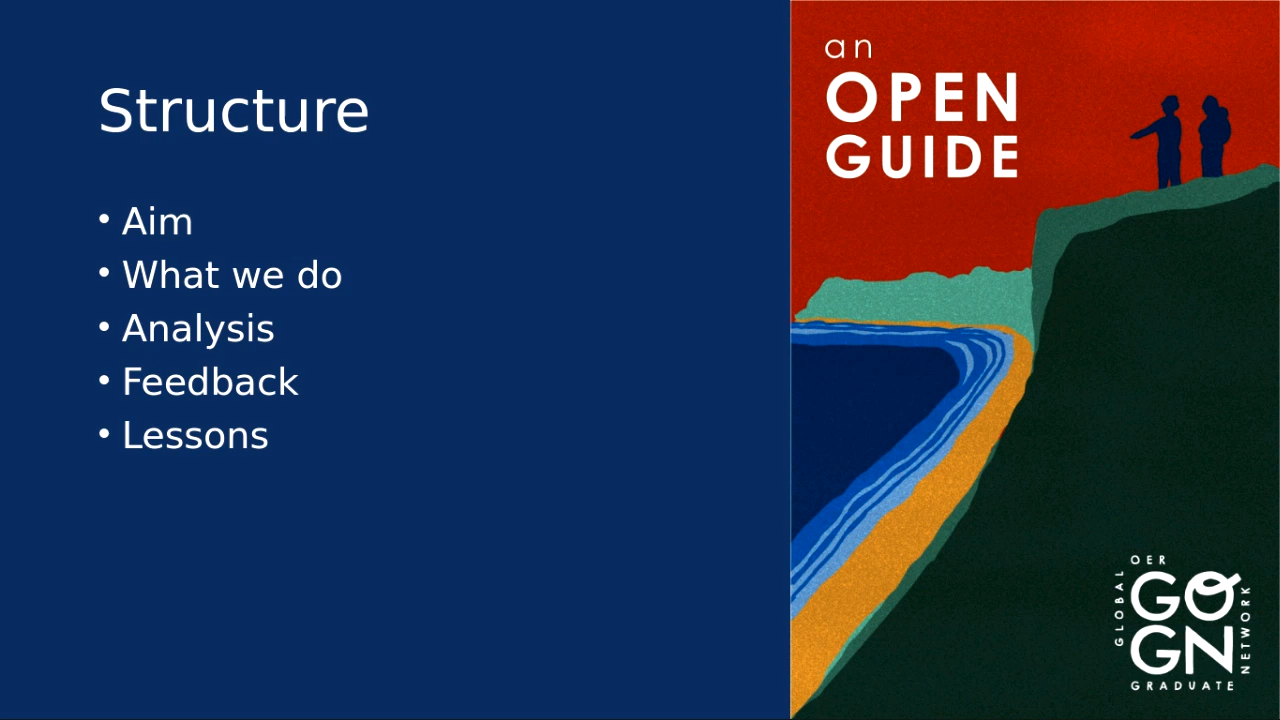 Structure
• Aim
• What we do
• Analysis
• Feedback
• Lessons
an
OPEN
GUIDE
OER
GLOBAL
GO
GN
NETWORK
GRADUATE